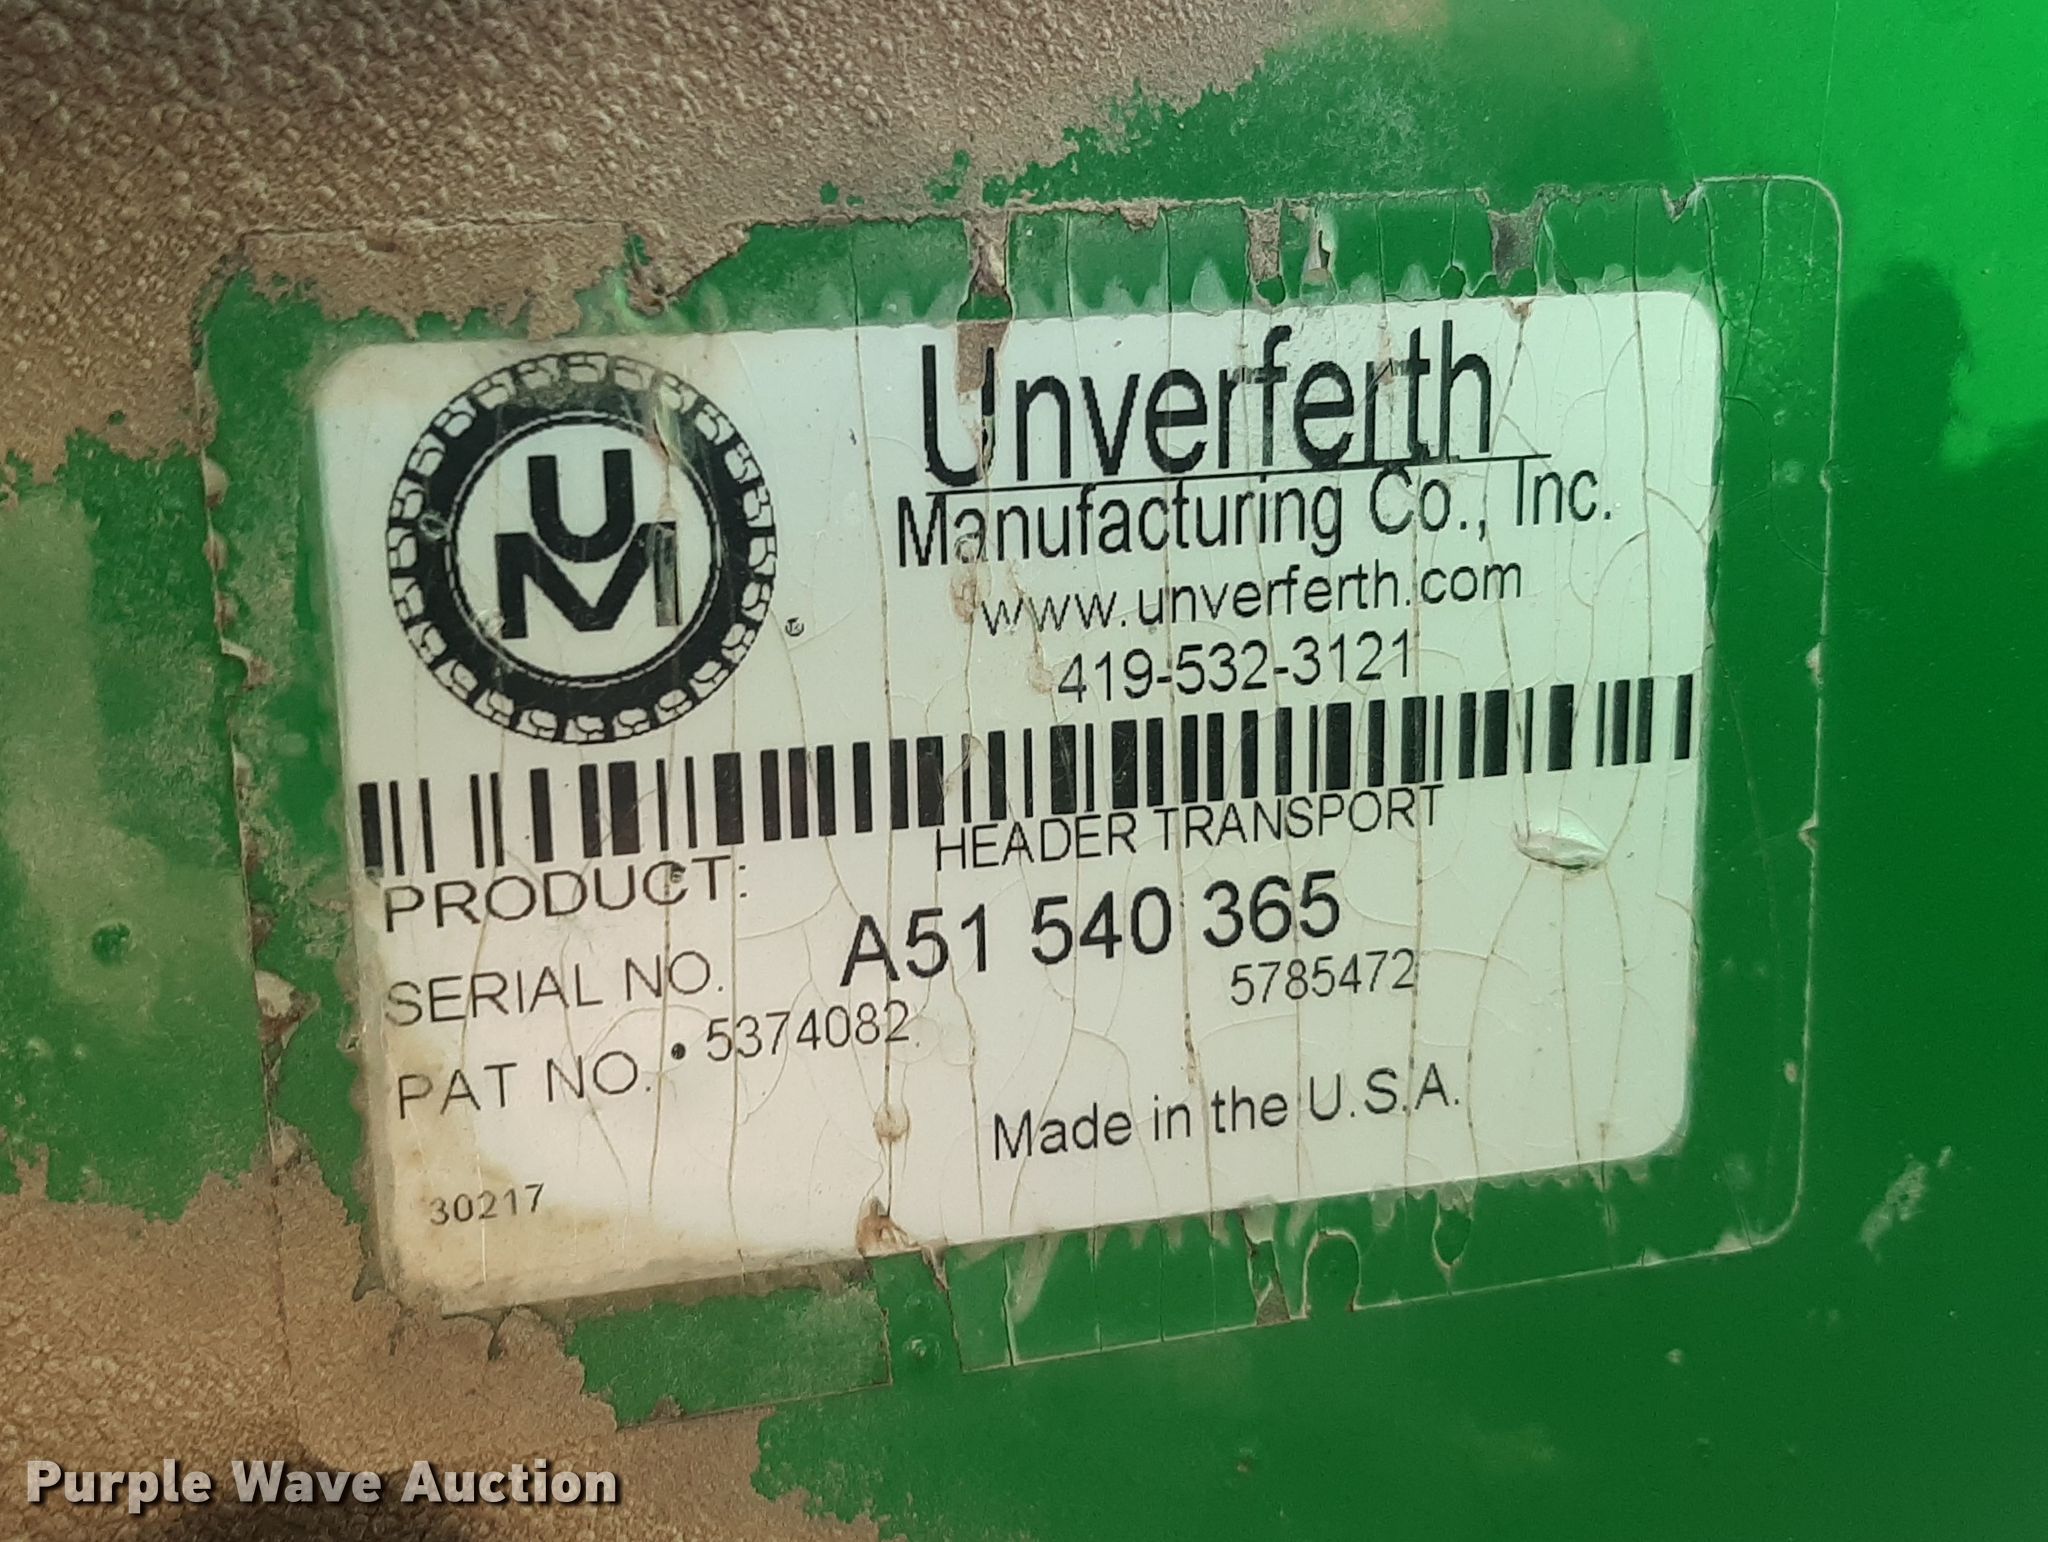 UM
®
Unverferth
Manufacturing Co., Inc.
www.unverferth.com
419-532-3121
PRODUCT: HEADER TRANSPORT
SERIAL NO. A51 540 365
PAT NO. • 5374082 5785472
Made in the U.S.A.
30217
Purple Wave Auction